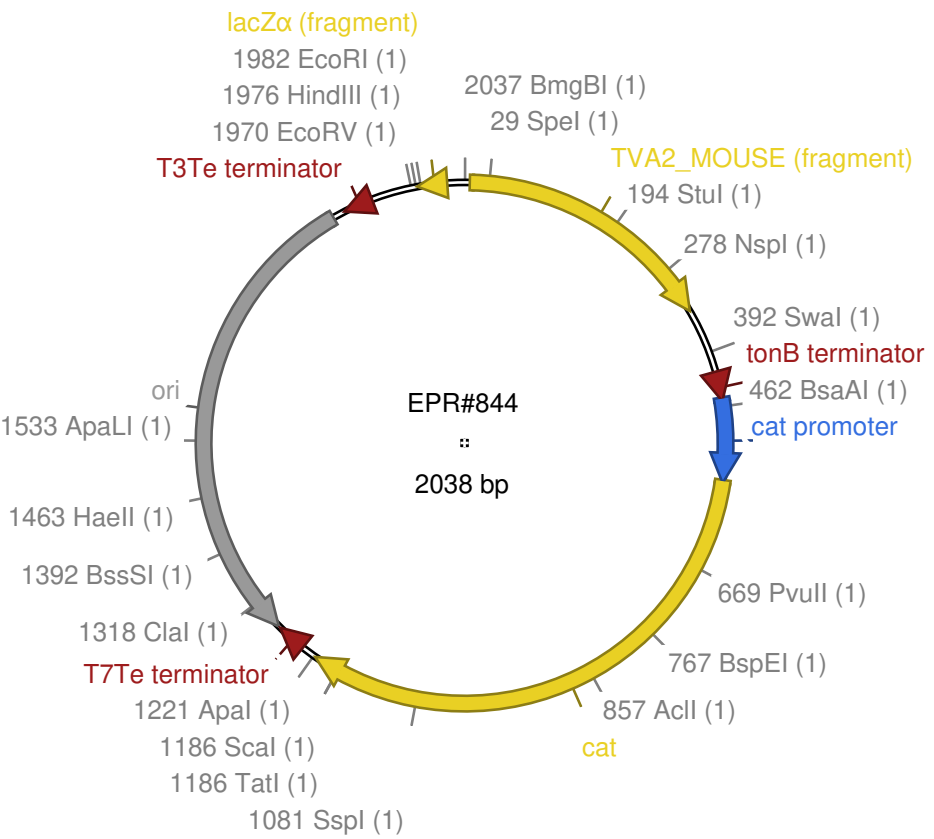 lacZα (fragment)
1982 EcoRI (1)
1976 HindIII (1)
1970 EcoRV (1)
T3Te terminator
2037 BmgBI (1)
29 SpeI (1)
TVA2_MOUSE (fragment)
194 StuI (1)
278 NspI (1)
392 SwaI (1)
tonB terminator
462 BsaAI (1)
cat promoter
EPR#844
2038 bp
ori
1533 ApaLI (1)
1463 HaeII (1)
1392 BssSI (1)
1318 ClaI (1)
T7Te terminator
1221 ApaI (1)
1186 ScaI (1)
1186 TatI (1)
1081 SspI (1)
669 PvuII (1)
767 BspEI (1)
857 AclI (1)
cat